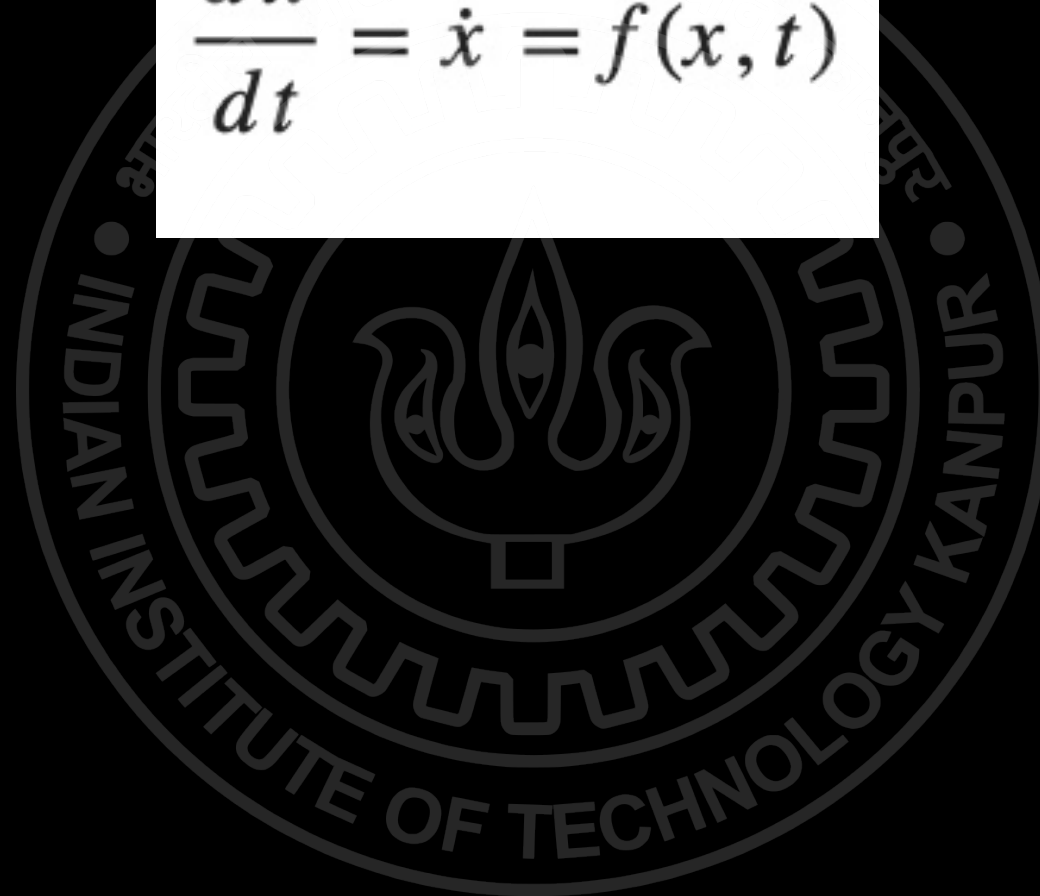 = ẋ = f(x, t)
dt
INDIAN INSTITUTE OF TECHNOLOGY KANPUR